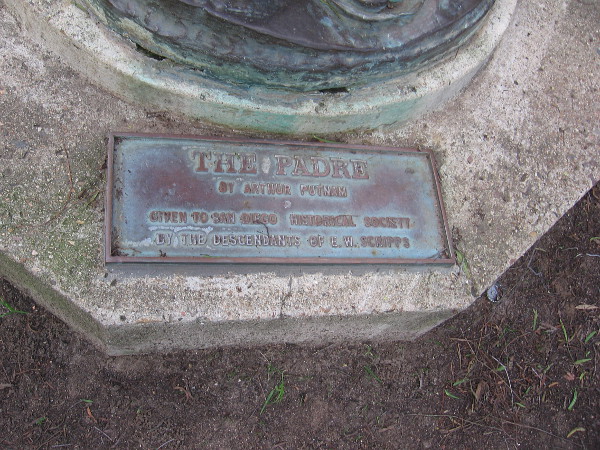 THE PADRE
BY ARTHUR PUTNAM
GIVEN TO SAN DIEGO HISTORICAL SOCIETY
BY THE DESCENDANTS OF E.W. SCRIPPS